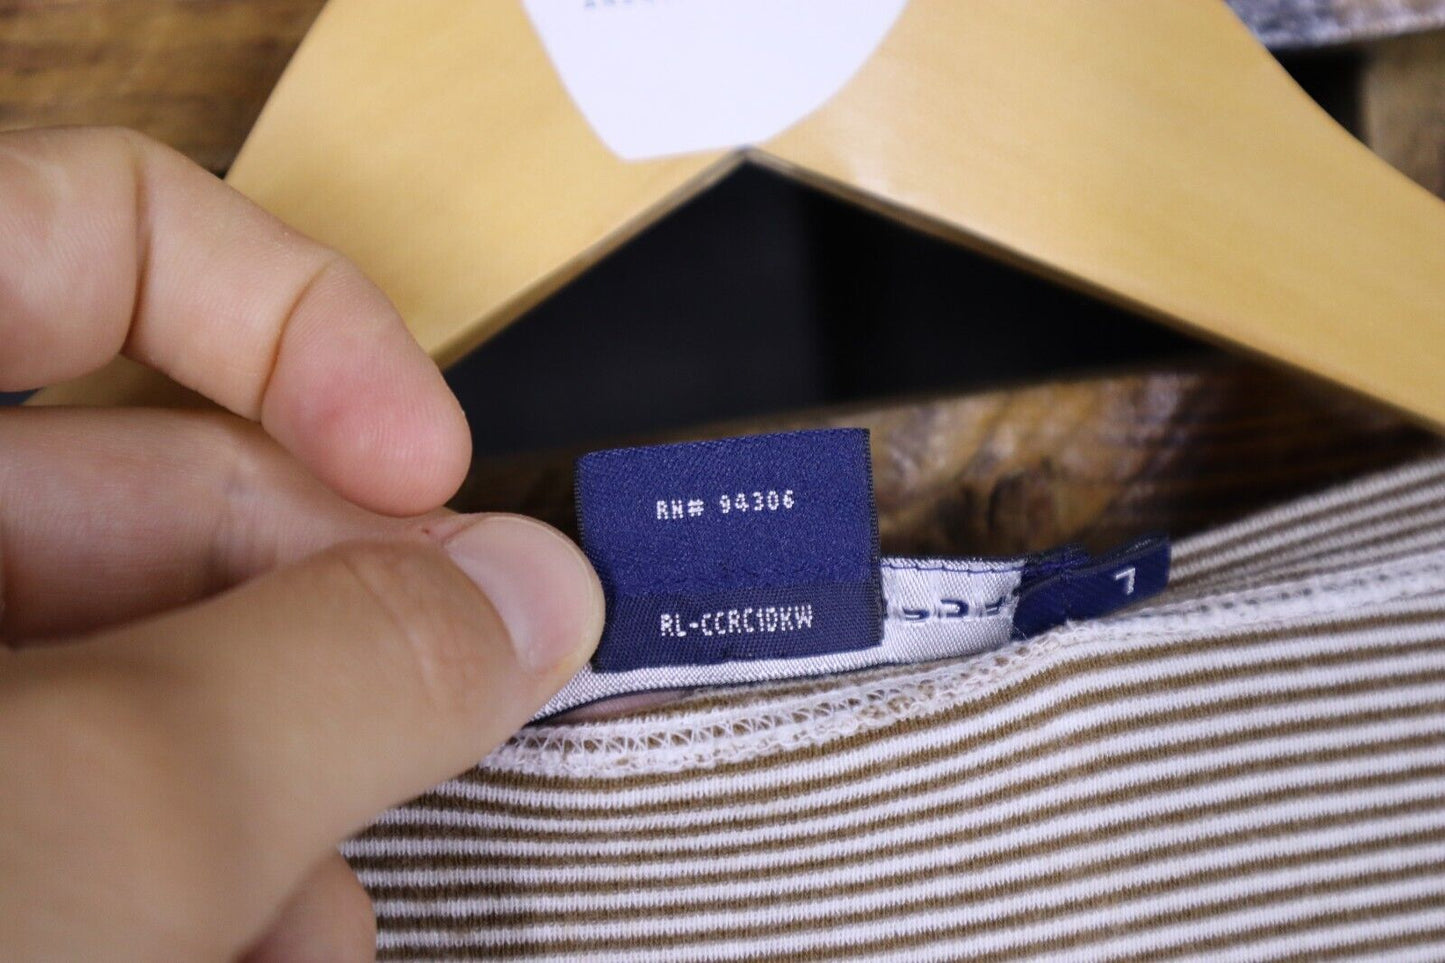 RN# 94306
RL-CCRC1DKW
L